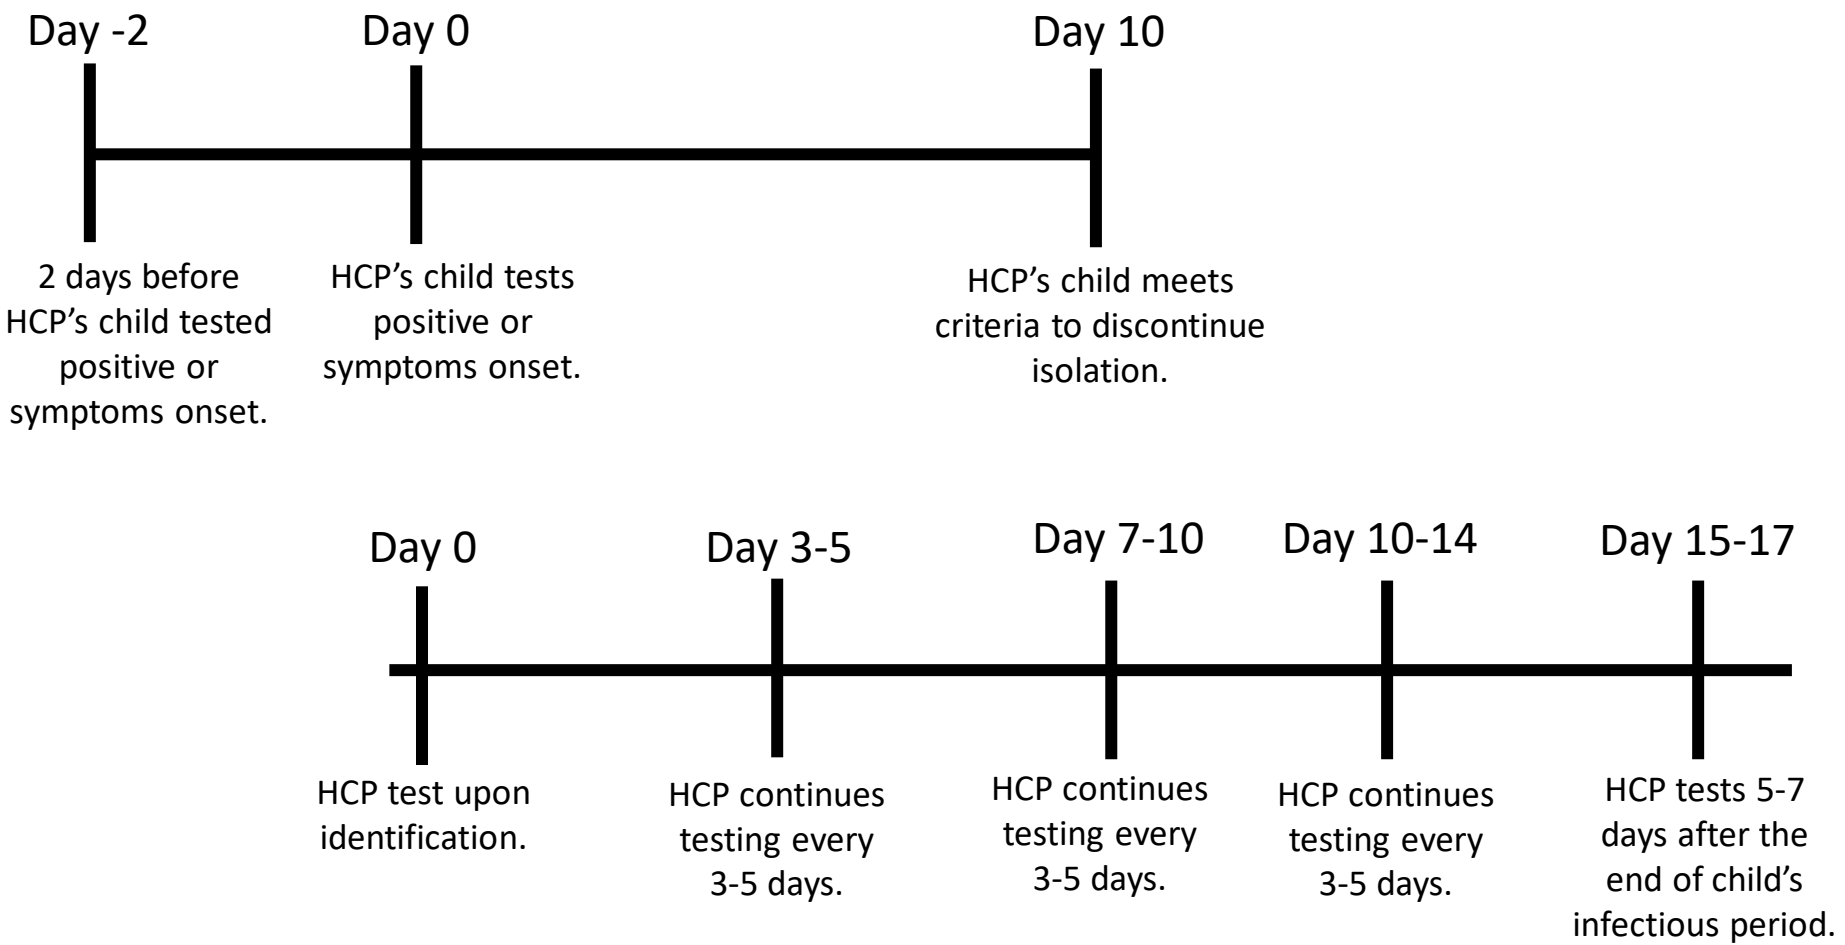 Day -2
Day 0
Day 10
2 days before
HCP's child tested
positive or
symptoms onset.
HCP's child tests
positive or
symptoms onset.
HCP's child meets
criteria to discontinue
isolation.
Day 0
Day 3-5
Day 7-10
Day 10-14
Day 15-17
HCP test upon
identification.
HCP continues
testing every
3-5 days.
HCP continues
testing every
3-5 days.
HCP continues
testing every
3-5 days.
HCP tests 5-7
days after the
end of child's
infectious period.